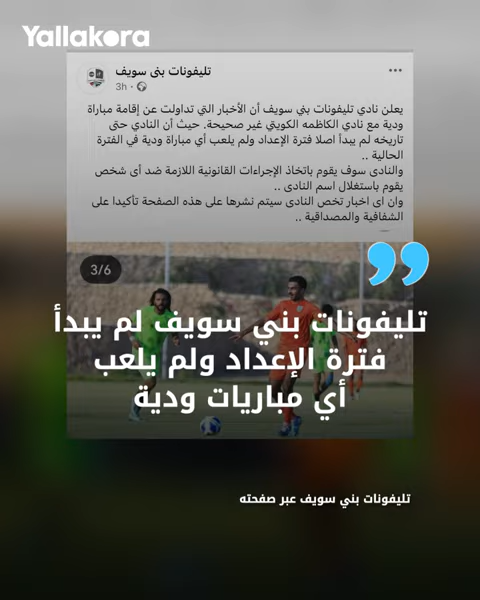 Yallakora
تليفونات بنى سويف
3h
يعلن نادي تليفونات بني سويف أن الأخبار التي تداولت عن إقامة مباراة
ودية مع نادي الكاظمه الكويتي غير صحيحة. حيث أن النادي حتى
تاريخه لم يبدأ اصلا فترة الإعداد ولم يلعب أي مباراة ودية في الفترة
الحالية ..
والنادى سوف يقوم باتخاذ الإجراءات القانونية اللازمة ضد أى شخص
يقوم باستغلال اسم النادى ..
وان اى اخبار تخص النادى سيتم نشرها على هذه الصفحة تأكيدا على
الشفافية والمصداقية ..
3/6
تليفونات بني سويف لم يبدأ
فترة الإعداد ولم يلعب
أي مباريات ودية
تليفونات بني سويف عبر صفحته